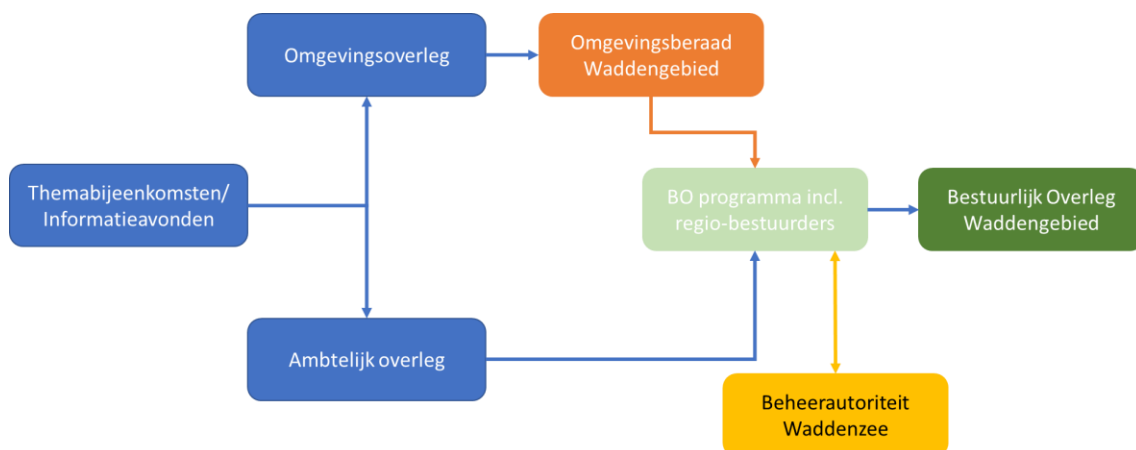 Omgevingsoverleg
Omgevingsberaad
Waddengebied
Themabijeenkomsten/
Informatieavonden
BO programma incl.
regio-bestuurders
Bestuurlijk Overleg
Waddengebied
Ambtelijk overleg
Beheerautoriteit
Waddenzee